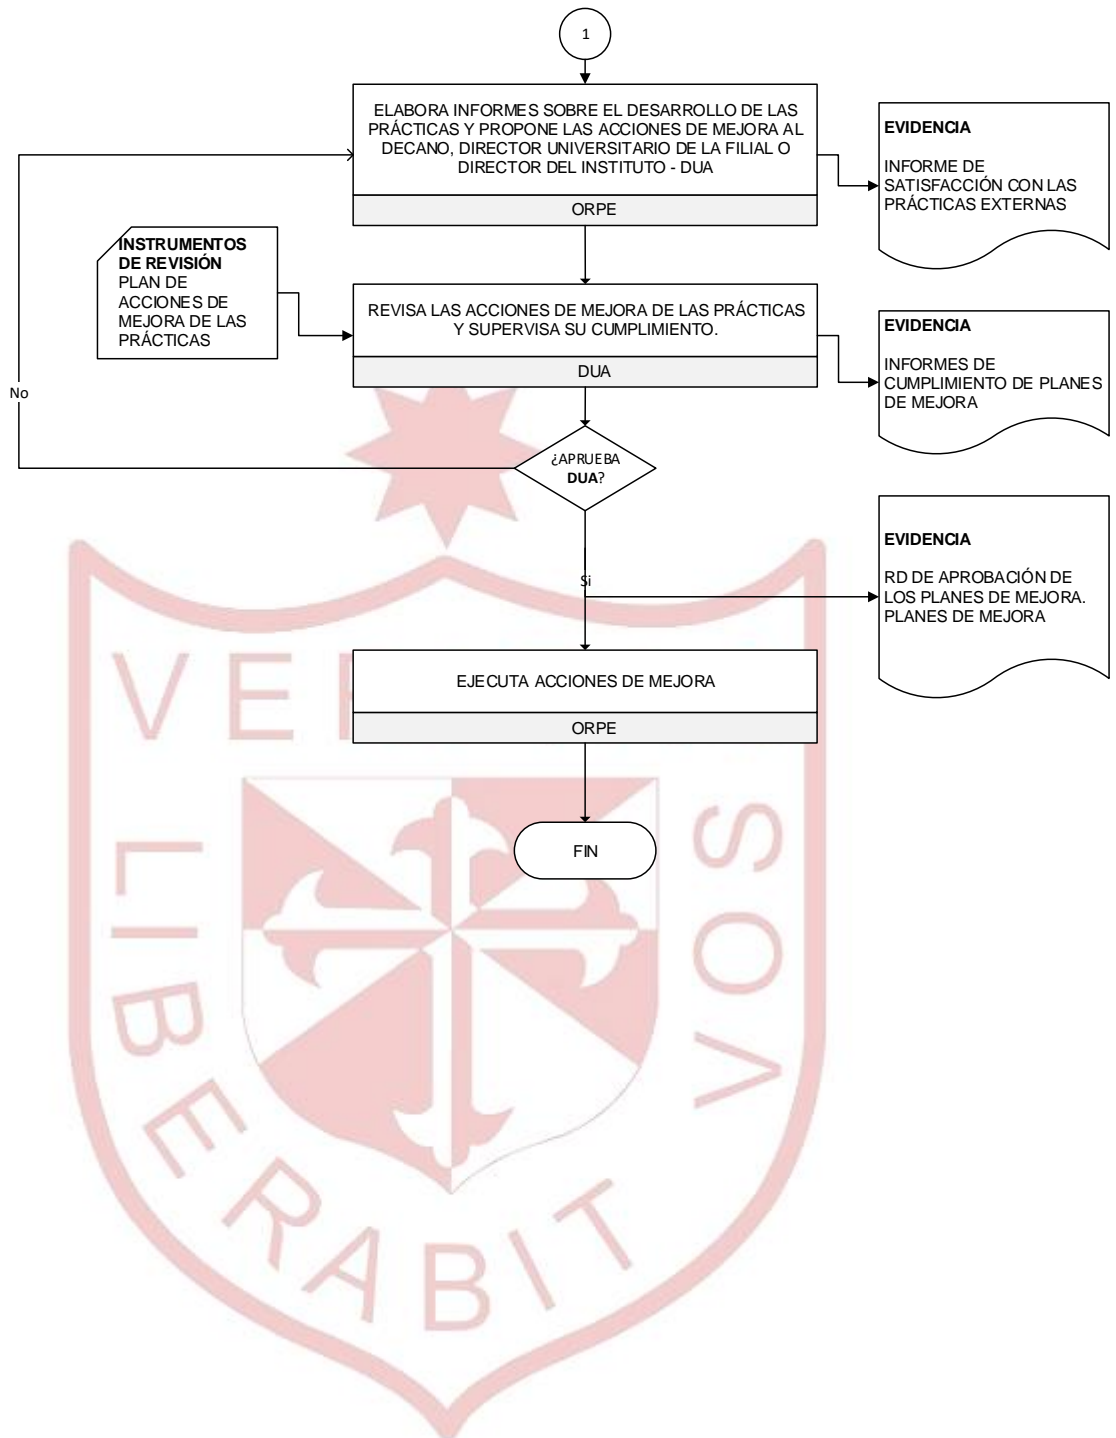 1
ELABORA INFORMES SOBRE EL DESARROLLO DE LAS
PRÁCTICAS Y PROPONE LAS ACCIONES DE MEJORA AL
DECANO, DIRECTOR UNIVERSITARIO DE LA FILIAL O
DIRECTOR DEL INSTITUTO - DUA
ORPE
EVIDENCIA
INFORME DE
SATISFACCIÓN CON LAS
PRÁCTICAS EXTERNAS
INSTRUMENTOS
DE REVISIÓN
PLAN DE
ACCIONES DE
MEJORA DE LAS
PRÁCTICAS
REVISA LAS ACCIONES DE MEJORA DE LAS PRÁCTICAS
Y SUPERVISA SU CUMPLIMIENTO.
DUA
EVIDENCIA
INFORMES DE
CUMPLIMIENTO DE PLANES
DE MEJORA
No
¿APRUEBA
DUA?
Si
EVIDENCIA
RD DE APROBACIÓN DE
LOS PLANES DE MEJORA.
PLANES DE MEJORA
EJECUTA ACCIONES DE MEJORA
ORPE
FIN
LIBERABIT
VOS